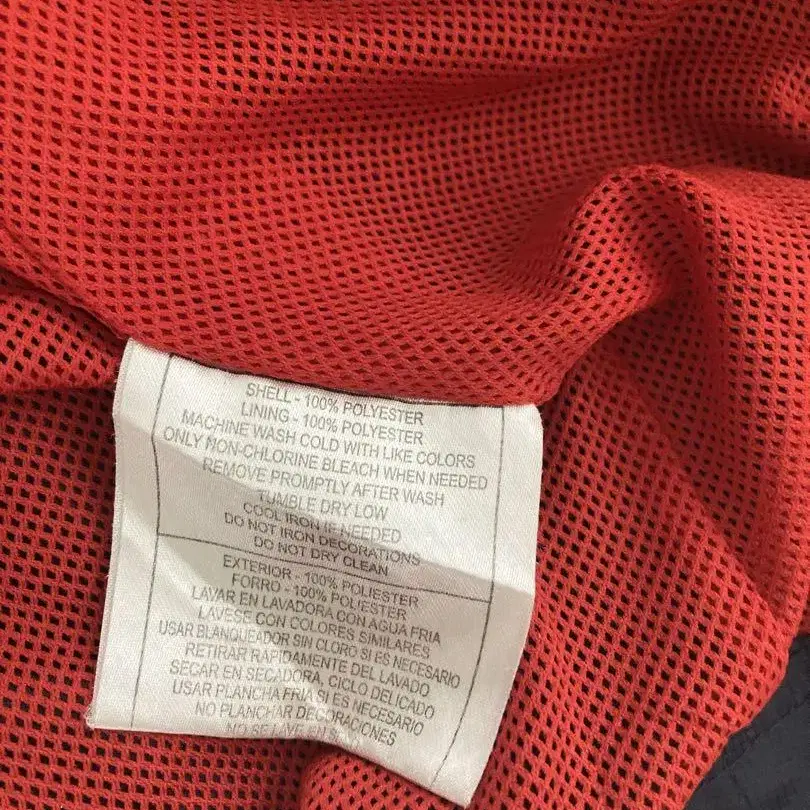 SHELL - 100% POLYESTER
LINING - 100% POLYESTER
MACHINE WASH COLD WITH LIKE COLORS
ONLY NON-CHLORINE BLEACH WHEN NEEDED
REMOVE PROMPTLY AFTER WASH
TUMBLE DRY LOW
COOL IRON IF NEEDED
DO NOT IRON DECORATIONS
DO NOT DRY CLEAN
EXTERIOR - 100% POLIESTER
FORRO - 100% POLIESTER
LAVAR EN LAVADORA CON AGUA FRIA
LAVESE CON COLORES SIMILARES
USAR BLANQUEADOR SIN CLORO SI ES NECESARIO
RETIRAR RAPIDAMENTE DEL LAVADO
SECAR EN SECADORA, CICLO DELICADO
USAR PLANCHA FRIA SI ES NECESARIO
NO PLANCHAR DECORACIONES
NO SE LAVE EN